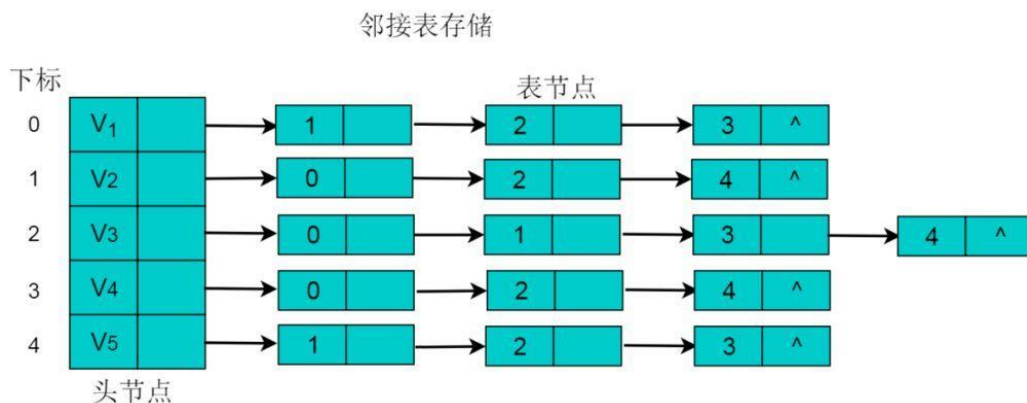 邻接表存储
下标
表节点
0 V1 1 2 3 ^
1 V2 0 2 4 ^
2 V3 0 1 3 4 ^
3 V4 0 2 4 ^
4 V5 1 2 3 ^
头节点